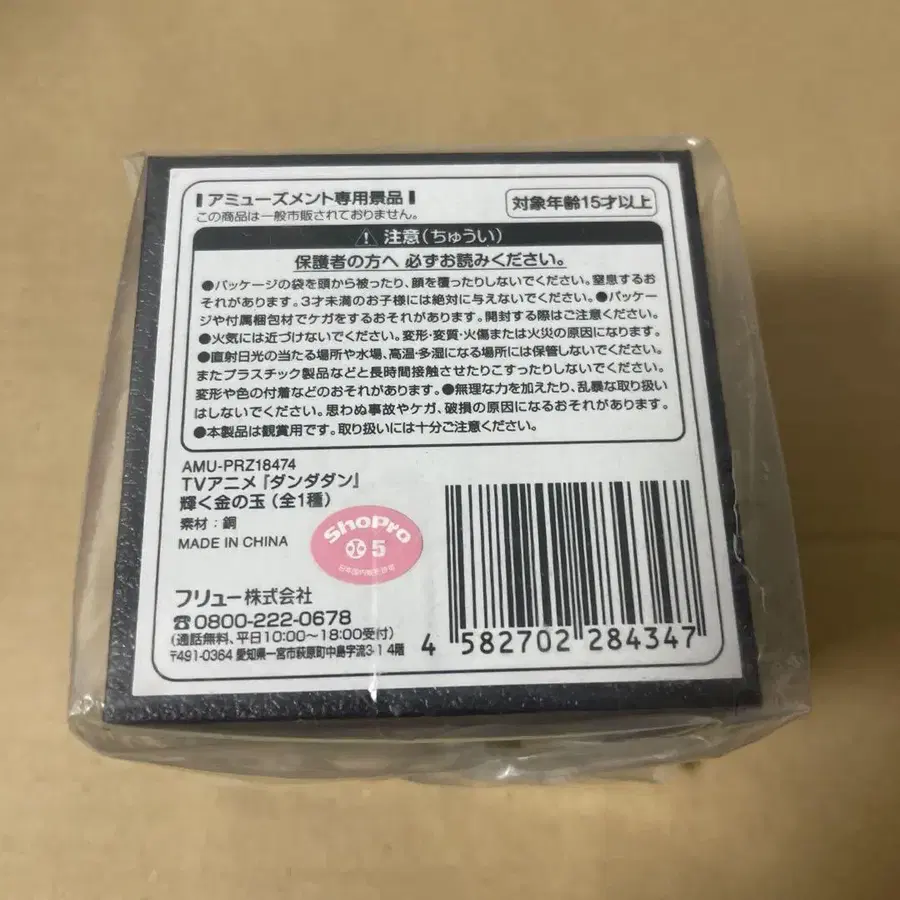 アミューズメント専用景品
この商品は一般市販されておりません。
対象年齢15才以上
注意(ちゅうい)
保護者の方へ 必ずお読みください。
●パッケージの袋を頭から被ったり、顔を覆ったりしないでください。窒息するお
それがあります。3才未満のお子様には絶対に与えないでください。●パッケー
ジや付属梱包材でケガをするおそれがあります。開封する際はご注意ください。
●火気には近づけないでください。変形・変質・火傷または火災の原因になります。
●直射日光の当たる場所や水場、高温・多湿になる場所には保管しないでください。
またプラスチック製品などと長時間接触させたりこすったりしないでください。
変形や色の付着などのおそれがあります。●無理な力を加えたり、乱暴な取り扱い
はしないでください。思わぬ事故やケガ、破損の原因になるおそれがあります。
●本製品は観賞用です。取り扱いには十分ご注意ください。
AMU-PRZ18474
TVアニメ『ダンダダン』
輝く金の玉(全1種)
素材:銅
MADE IN CHINA
ShoPro
5
フリュー株式会社
☎0800-222-0678
(通話無料、平日10:00～18:00受付)
〒491-0364 愛知県一宮市萩原町中島字流3-1 4階
4 582702 284347